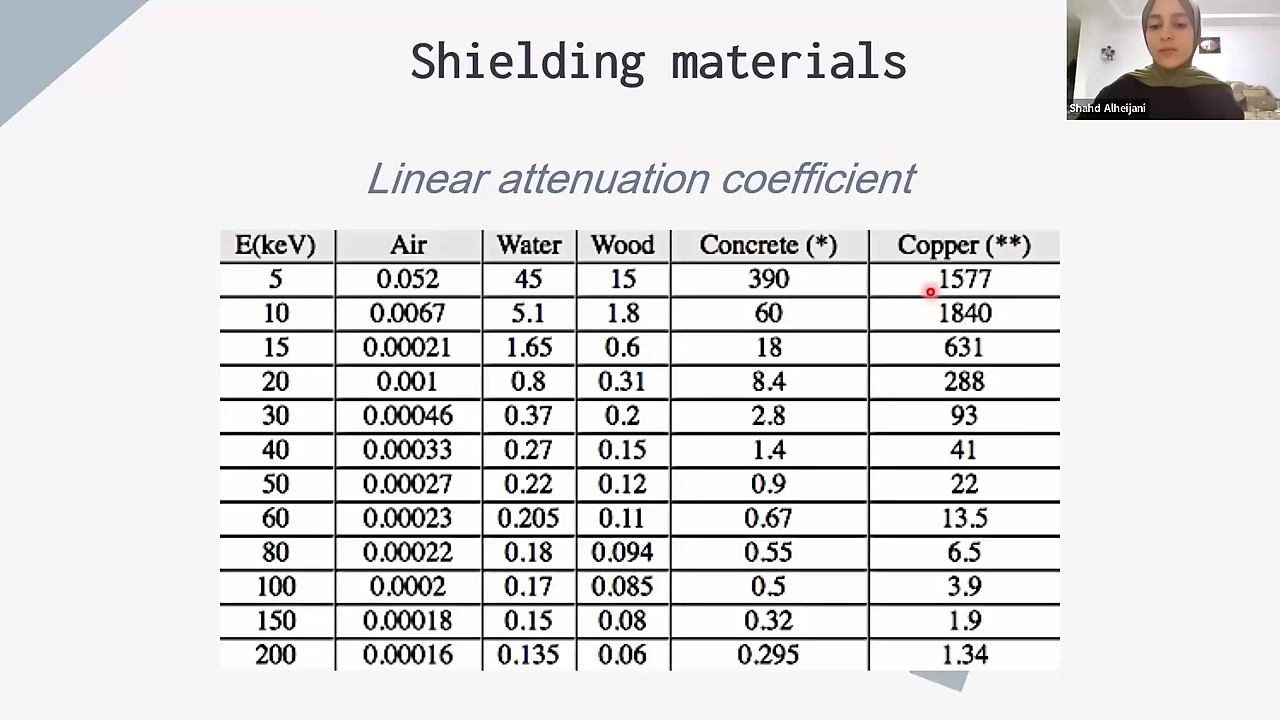 Shielding materials
Shahd Alheijani
Linear attenuation coefficient
E(keV) Air Water Wood Concrete (*) Copper (**)
5 0.052 45 15 390 1577
10 0.0067 5.1 1.8 60 1840
15 0.00021 1.65 0.6 18 631
20 0.001 0.8 0.31 8.4 288
30 0.00046 0.37 0.2 2.8 93
40 0.00033 0.27 0.15 1.4 41
50 0.00027 0.22 0.12 0.9 22
60 0.00023 0.205 0.11 0.67 13.5
80 0.00022 0.18 0.094 0.55 6.5
100 0.0002 0.17 0.085 0.5 3.9
150 0.00018 0.15 0.08 0.32 1.9
200 0.00016 0.135 0.06 0.295 1.34